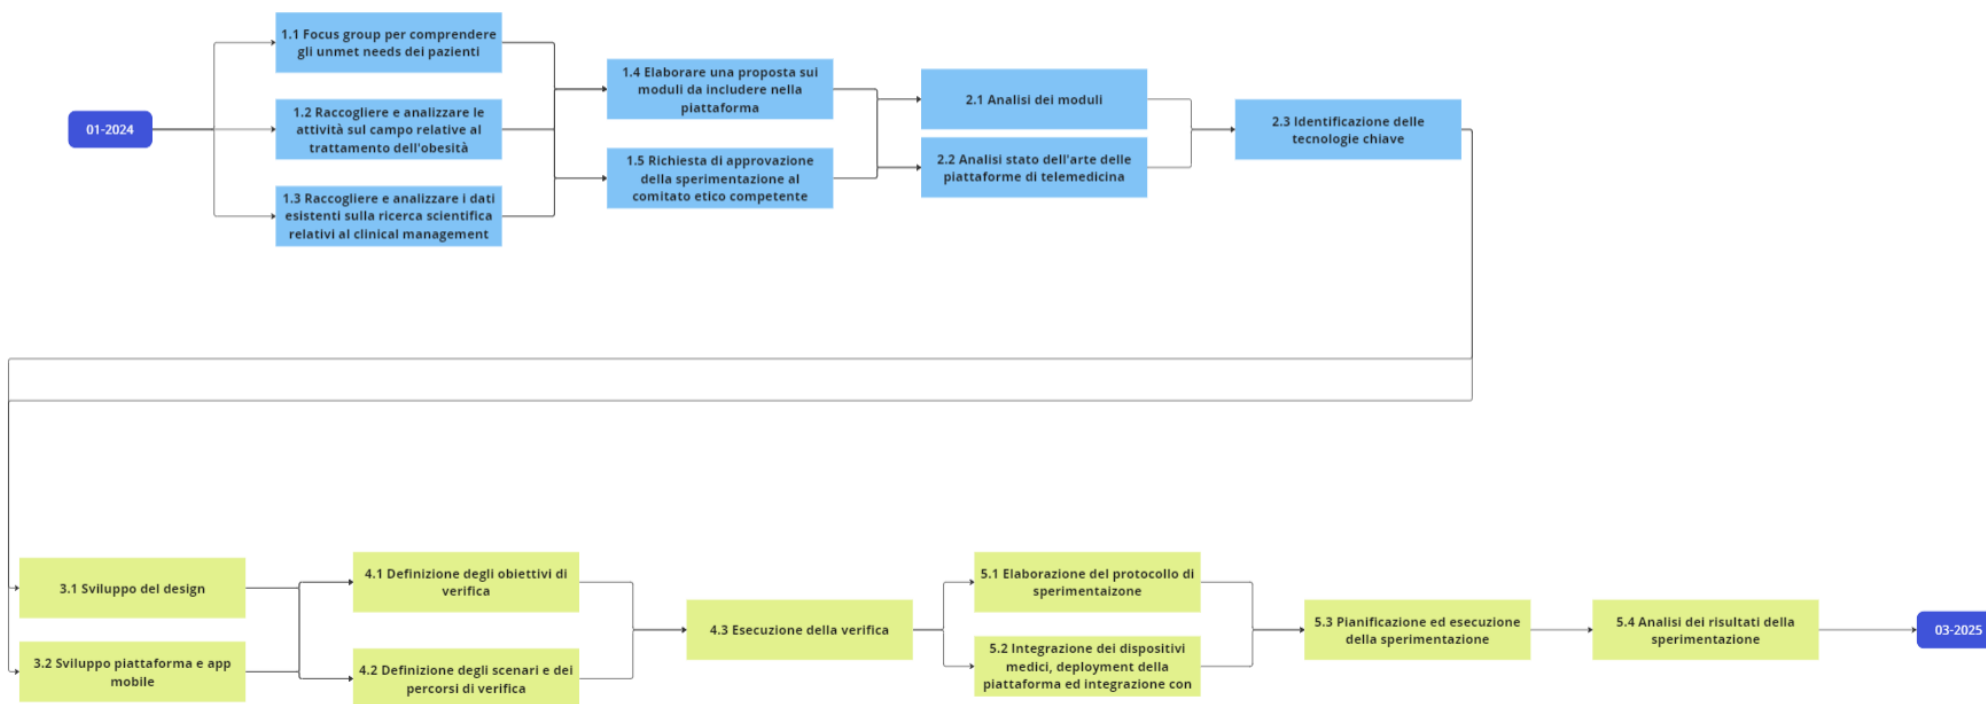 01-2024
1.1 Focus group per comprendere
gli unmet needs dei pazienti
1.2 Raccogliere e analizzare le
attività sul campo relative al
trattamento dell'obesità
1.3 Raccogliere e analizzare i dati
esistenti sulla ricerca scientifica
relativi al clinical management
1.4 Elaborare una proposta sui
moduli da includere nella
piattaforma
1.5 Richiesta di approvazione
della sperimentazione al
comitato etico competente
2.1 Analisi dei moduli
2.2 Analisi stato dell'arte delle
piattaforme di telemedicina
2.3 Identificazione delle
tecnologie chiave
3.1 Sviluppo del design
3.2 Sviluppo piattaforma e app
mobile
4.1 Definizione degli obiettivi di
verifica
4.2 Definizione degli scenari e dei
percorsi di verifica
4.3 Esecuzione della verifica
5.1 Elaborazione del protocollo di
sperimentaizone
5.2 Integrazione dei dispositivi
medici, deployment della
piattaforma ed integrazione con
5.3 Pianificazione ed esecuzione
della sperimentazione
5.4 Analisi dei risultati della
sperimentazione
03-2025